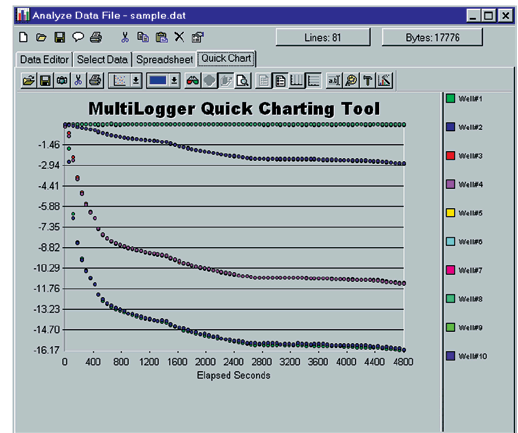 Analyze Data File - sample.dat
Lines: 81
Bytes: 17776
Data Editor
Select Data
Spreadsheet
Quick Chart
MultiLogger Quick Charting Tool
-1.46
-2.94
-4.41
-5.88
-7.35
-8.82
-10.29
-11.76
-13.23
-14.70
-16.17
0 400 800 1200 1600 2000 2400 2800 3200 3600 4000 4400 4800
Elapsed Seconds
Well#1
Well#2
Well#3
Well#4
Well#5
Well#6
Well#7
Well#8
Well#9
Well#10